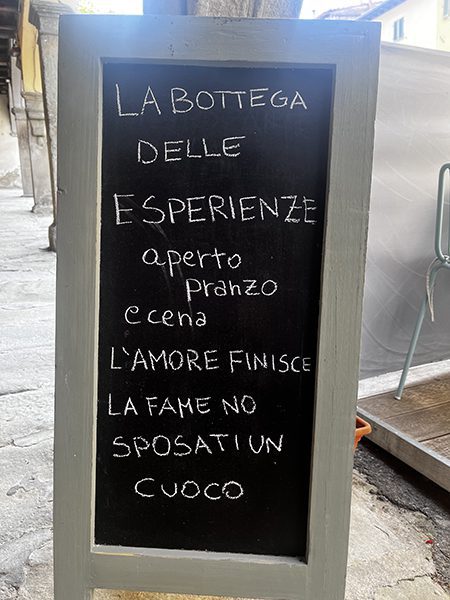 LA BOTTEGA
DELLE
ESPERIENZE
aperto
pranzo
e cena
L'AMORE FINISCE
LA FAME NO
SPOSATI UN
CUOCO